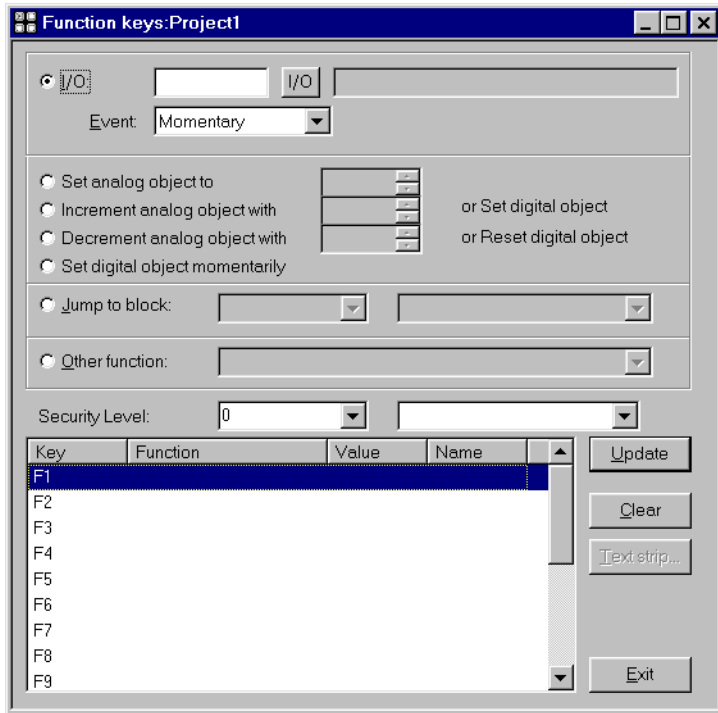 Function keys:Project1
I/O: I/O
Event: Momentary
Set analog object to
Increment analog object with or Set digital object
Decrement analog object with or Reset digital object
Set digital object momentarily
Jump to block:
Other function:
Security Level: 0
Key Function Value Name Update
F1
F2 Clear
F3
F4 Text strip...
F5
F6
F7
F8
F9 Exit